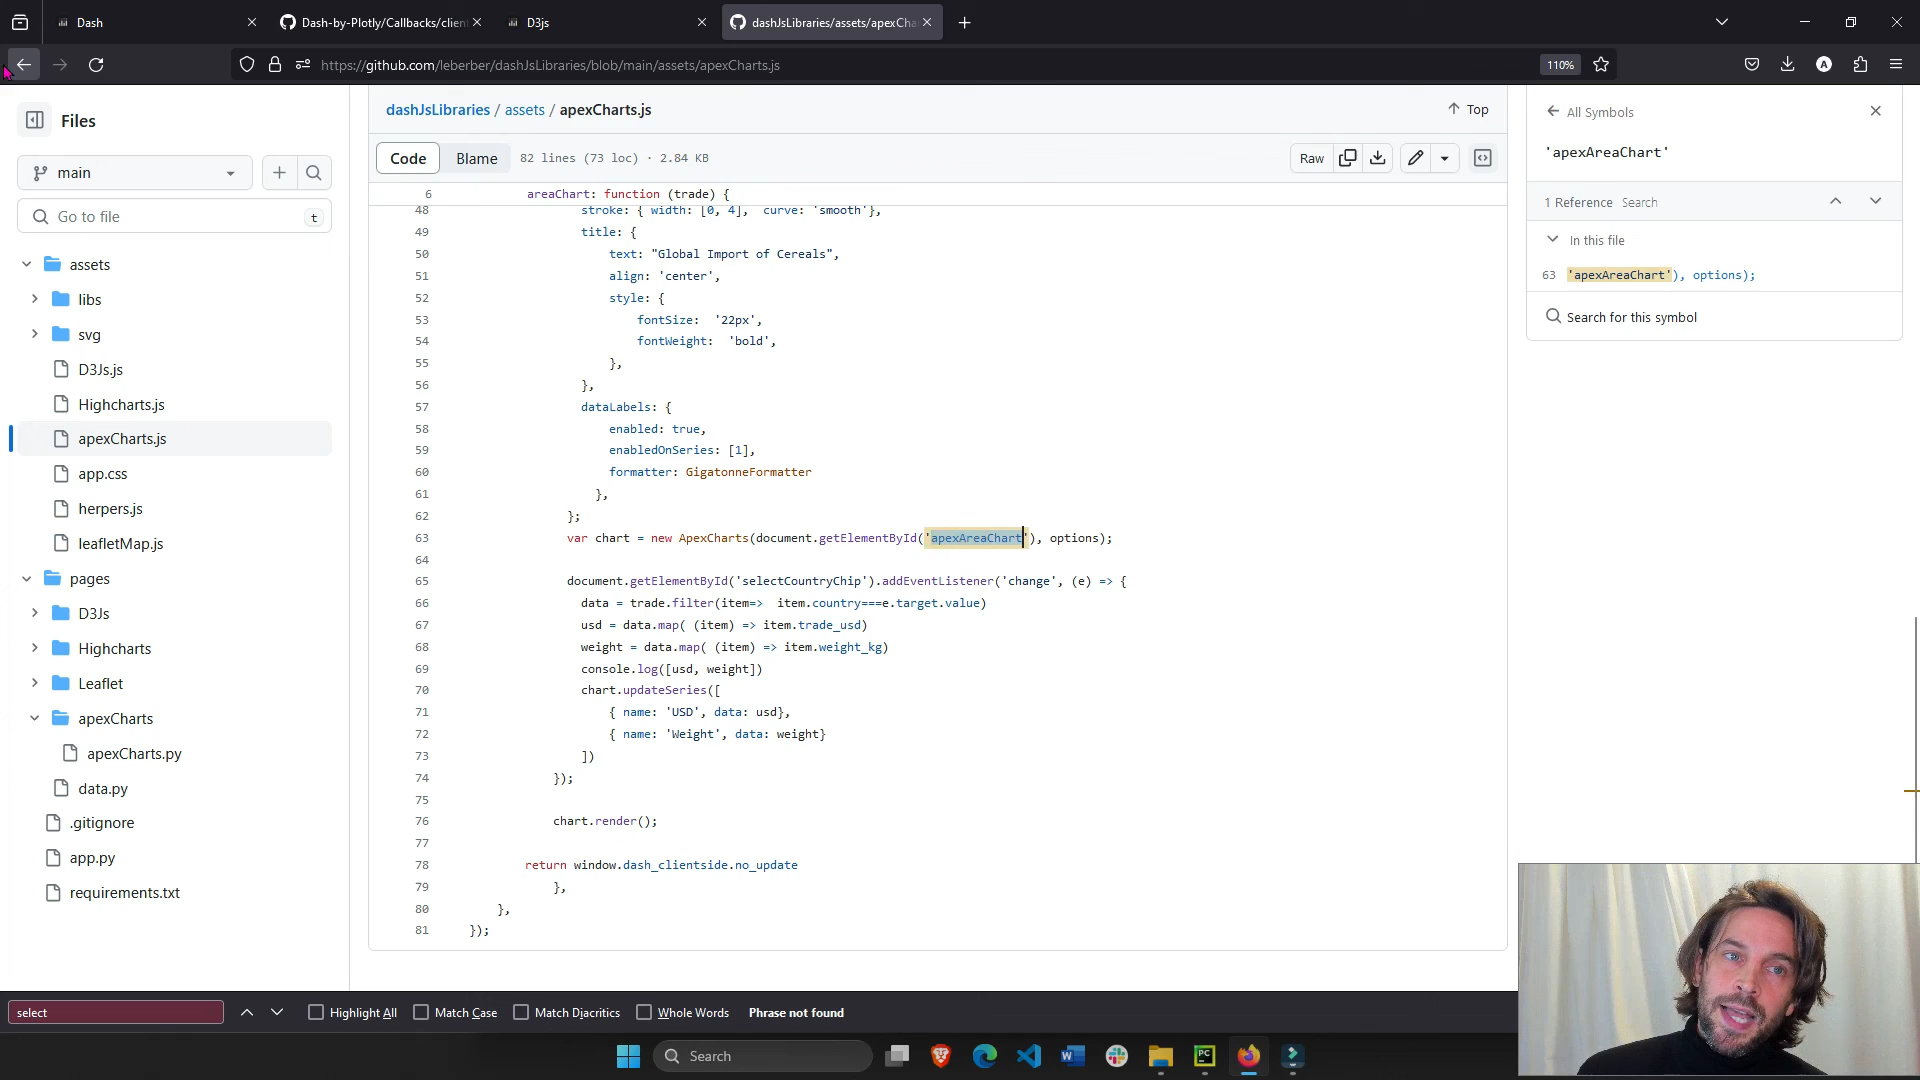 Dash
Dash-by-Plotly/Callbacks/clien
D3js
dashJsLibraries/assets/apexCha
https://github.com/leberber/dashJsLibraries/blob/main/assets/apexCharts.js
110%
Files
main
Go to file
t
assets
libs
svg
D3Js.js
Highcharts.js
apexCharts.js
app.css
herpers.js
leafletMap.js
pages
D3Js
Highcharts
Leaflet
apexCharts
apexCharts.py
data.py
.gitignore
app.py
requirements.txt
dashJsLibraries / assets / apexCharts.js
Top
Code
Blame
82 lines (73 loc) · 2.84 KB
Raw
6 areaChart: function (trade) {
48 stroke: { width: [0, 4], curve: 'smooth'},
49 title: {
50 text: "Global Import of Cereals",
51 align: 'center',
52 style: {
53 fontSize: '22px',
54 fontWeight: 'bold',
55 },
56 },
57 dataLabels: {
58 enabled: true,
59 enabledOnSeries: [1],
60 formatter: GigatonneFormatter
61 },
62 };
63 var chart = new ApexCharts(document.getElementById('apexAreaChart'), options);
64
65 document.getElementById('selectCountryChip').addEventListener('change', (e) => {
66 data = trade.filter(item=> item.country===e.target.value)
67 usd = data.map( (item) => item.trade_usd)
68 weight = data.map( (item) => item.weight_kg)
69 console.log([usd, weight])
70 chart.updateSeries([
71 { name: 'USD', data: usd},
72 { name: 'Weight', data: weight}
73 ])
74 });
75
76 chart.render();
77
78 return window.dash_clientside.no_update
79 },
80 },
81 });
All Symbols
'apexAreaChart'
1 Reference Search
In this file
63 'apexAreaChart'), options);
Search for this symbol
select
Highlight All
Match Case
Match Diacritics
Whole Words
Phrase not found
Search